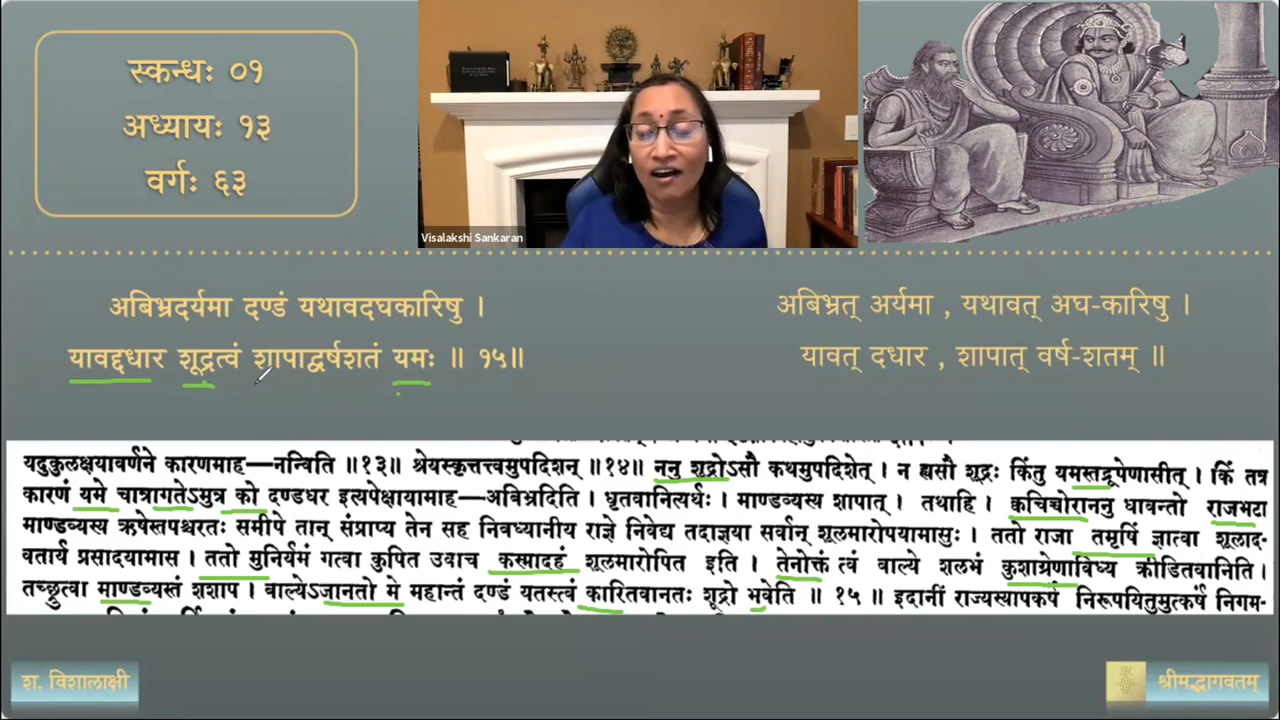 स्कन्धः ०१
अध्यायः १३
वर्गः ६३
Visalakshi Sankaran
अबिभ्रदर्यमा दण्डं यथावदघकारिषु ।
यावद्दधार शूद्रत्वं शापाद्वर्षशतं यमः ॥ १५॥
अबिभ्रत् अर्यमा , यथावत् अघ-कारिषु ।
यावत् दधार , शापात् वर्ष-शतम् ॥
यदुकुलक्षयावर्णने कारणमाह—नन्विति ॥१३॥ श्रेयस्कृत्तत्त्वमुपदिशन् ॥१४॥ ननु शूद्रोऽसौ कथमुपदिशेत् । न ह्यसौ शूद्रः किंतु यमस्तद्रूपेणासीत् । किं तत्र
कारणं यमे चात्रागतेऽमुत्र को दण्डधर इत्यपेक्षायामाह—अबिभ्रदिति । धृतवानित्यर्थः । माण्डव्यस्य शापात् । तथाहि । क्वचिच्चोराननु धावन्तो राजभटा
माण्डव्यस्य ऋषेस्तपश्चरतः समीपे तान् संप्राप्य तेन सह निबध्यानीय राज्ञे निवेद्य तदाज्ञया सर्वान् शूलमारोपयामासुः । ततो राजा तमृषिं ज्ञात्वा शूलाद-
वतार्य प्रसादयामास । ततो मुनिर्यमं गत्वा कुपित उवाच कस्मादहं शूलमारोपित इति । तेनोक्तं त्वं बाल्ये शलभं कुशाग्रेणाविध्य क्रीडितवानिति ।
तच्छ्रुत्वा माण्डव्यस्तं शशाप । बाल्येऽजानतो मे महान्तं दण्डं यतस्त्वं कारितवानतः शूद्रो भवेति ॥ १५ ॥ इदानीं राज्यस्यापकर्षं निरूपयितुमुत्कर्षं निगम-
श. विशालाक्षी
श्रीमद्भागवतम्